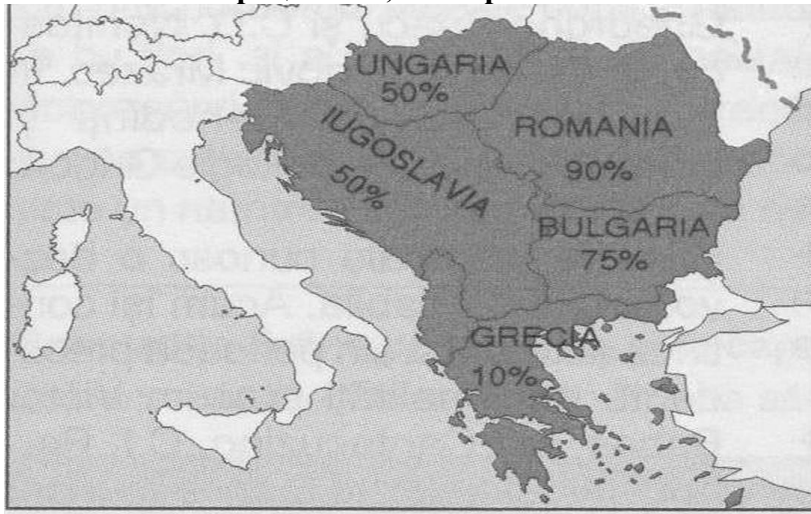 UNGARIA
50%
IUGOSLAVIA
50%
ROMANIA
90%
BULGARIA
75%
GRECIA
10%